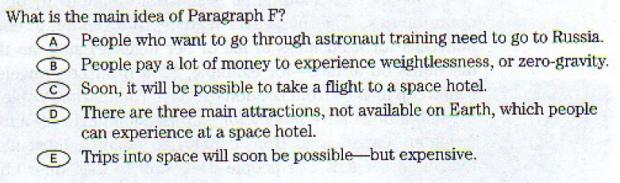 What is the main idea of Paragraph F?
A People who want to go through astronaut training need to go to Russia.
B People pay a lot of money to experience weightlessness, or zero-gravity.
C Soon, it will be possible to take a flight to a space hotel.
D There are three main attractions, not available on Earth, which people
can experience at a space hotel.
E Trips into space will soon be possible—but expensive.